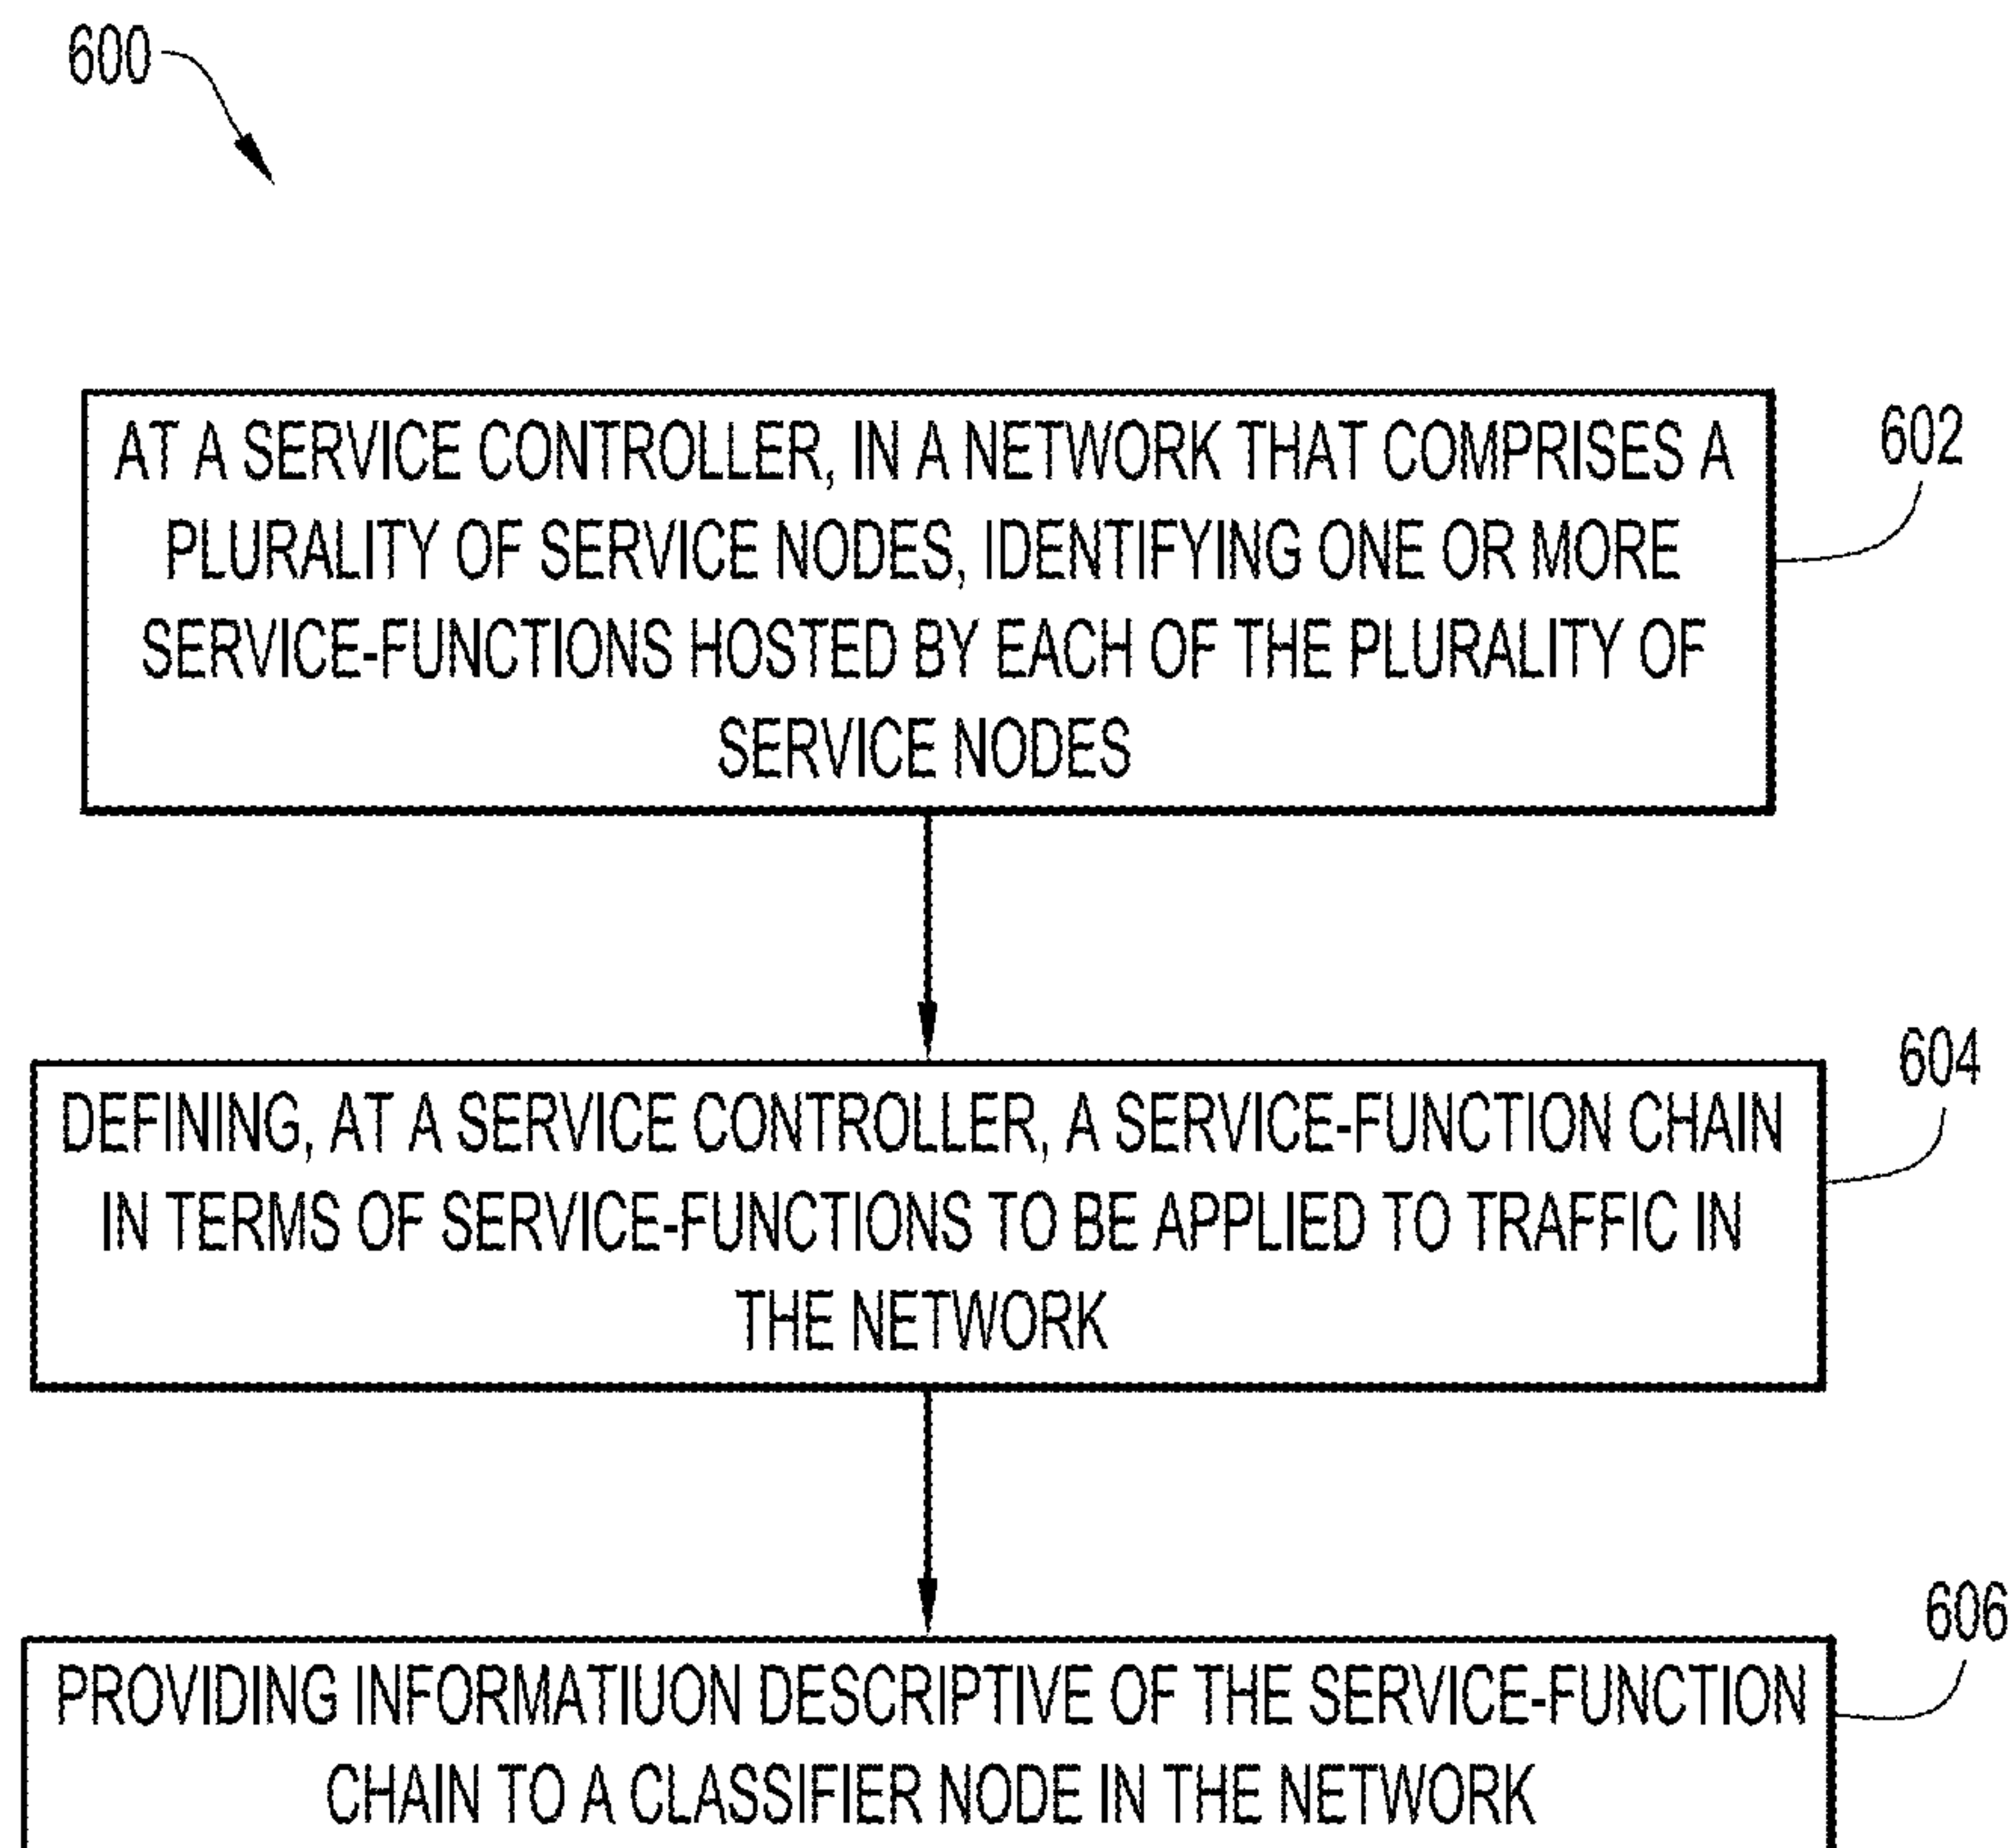 600
602
AT A SERVICE CONTROLLER, IN A NETWORK THAT COMPRISES A
PLURALITY OF SERVICE NODES, IDENTIFYING ONE OR MORE
SERVICE-FUNCTIONS HOSTED BY EACH OF THE PLURALITY OF
SERVICE NODES
604
DEFINING, AT A SERVICE CONTROLLER, A SERVICE-FUNCTION CHAIN
IN TERMS OF SERVICE-FUNCTIONS TO BE APPLIED TO TRAFFIC IN
THE NETWORK
606
PROVIDING INFORMATIUON DESCRIPTIVE OF THE SERVICE-FUNCTION
CHAIN TO A CLASSIFIER NODE IN THE NETWORK